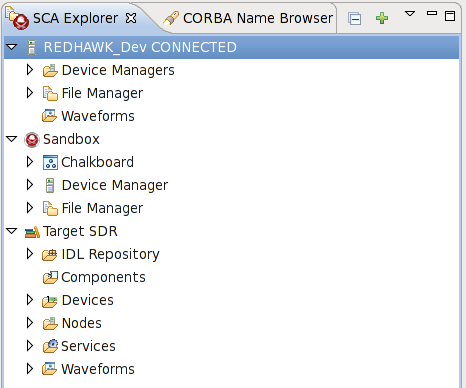 SCA Explorer CORBA Name Browser
REDHAWK_Dev CONNECTED
Device Managers
File Manager
Waveforms
Sandbox
Chalkboard
Device Manager
File Manager
Target SDR
IDL Repository
Components
Devices
Nodes
Services
Waveforms